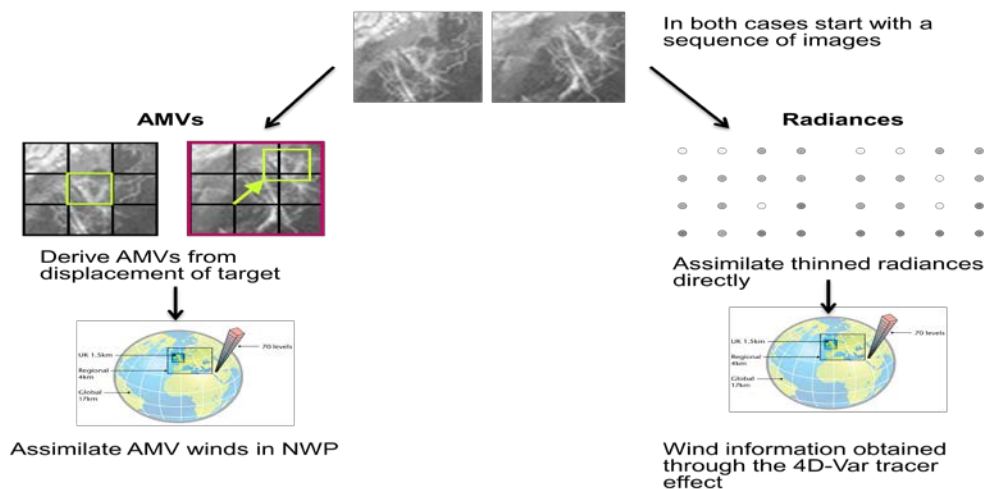 In both cases start with a
sequence of images
AMVs
Derive AMVs from
displacement of target
UK 1.5km
Regional
4km
Global
17km
70 levels
Assimilate AMV winds in NWP
Radiances
Assimilate thinned radiances
directly
UK 1.5km
Regional
4km
Global
17km
70 levels
Wind information obtained
through the 4D-Var tracer
effect